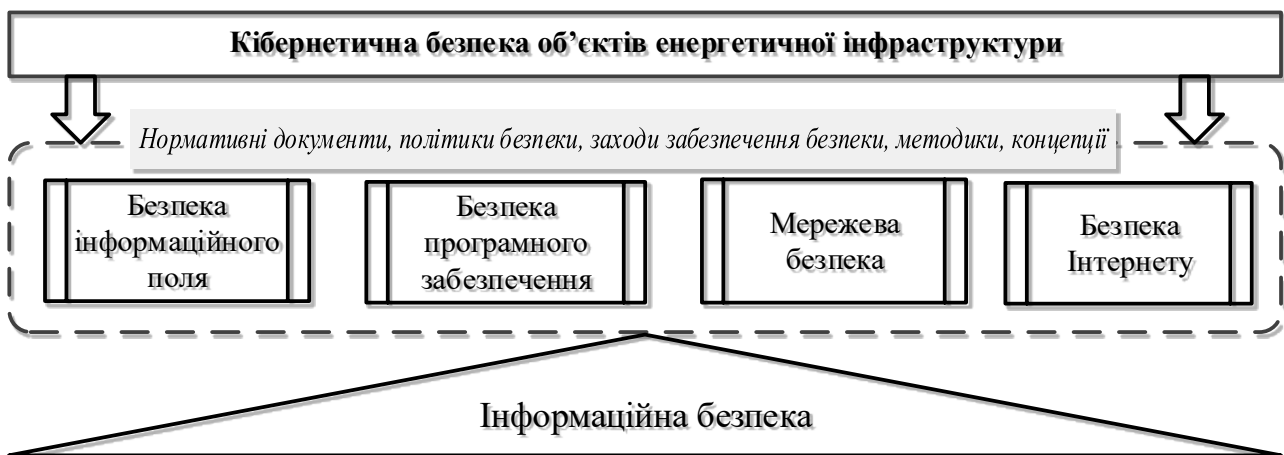 Кібернетична безпека об’єктів енергетичної інфраструктури
Нормативні документи, політики безпеки, заходи забезпечення безпеки, методики, концепції
Безпека
інформаційного
поля
Безпека
програмного
забезпечення
Мережева
безпека
Безпека
Інтернету
Інформаційна безпека